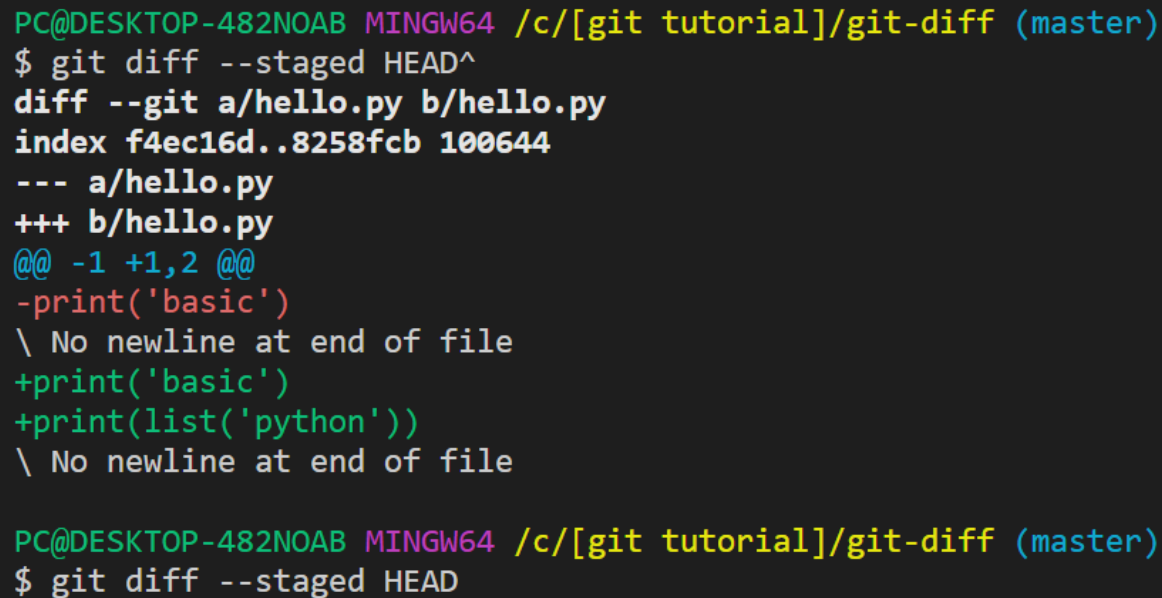 PC@DESKTOP-482NOAB MINGW64 /c/[git tutorial]/git-diff (master)
$ git diff --staged HEAD^
diff --git a/hello.py b/hello.py
index f4ec16d..8258fcb 100644
--- a/hello.py
+++ b/hello.py
@@ -1 +1,2 @@
-print('basic')
\ No newline at end of file
+print('basic')
+print(list('python'))
\ No newline at end of file
PC@DESKTOP-482NOAB MINGW64 /c/[git tutorial]/git-diff (master)
$ git diff --staged HEAD